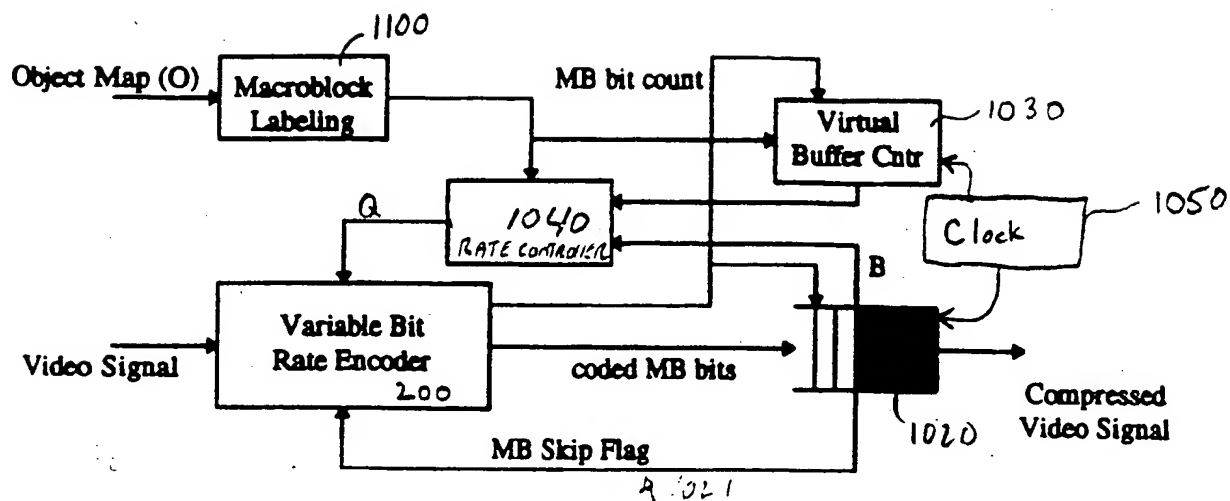 1100
Object Map (O)
Macroblock
Labeling
MB bit count
Virtual
Buffer Cntr
1030
1050
Clock
Q
1040
RATE CONTROLLER
B
Variable Bit
Rate Encoder
200
Video Signal
coded MB bits
Compressed
Video Signal
1020
MB Skip Flag
1021